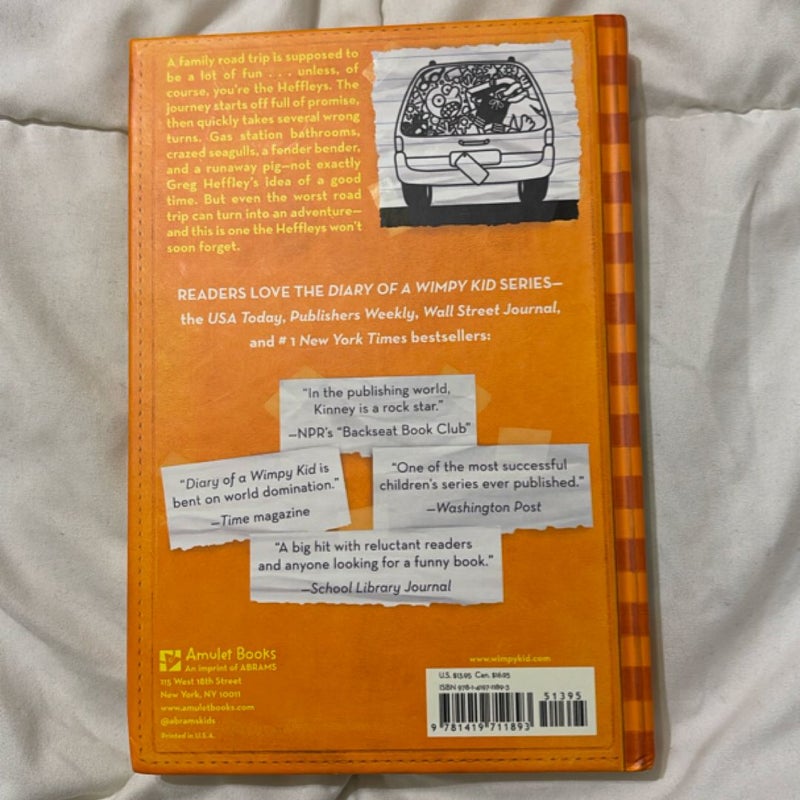 A family road trip is supposed to
be a lot of fun . . . unless, of
course, you're the Heffleys. The
journey starts off full of promise,
then quickly takes several wrong
turns. Gas station bathrooms,
crazed seagulls, a fender bender,
and a runaway pig—not exactly
Greg Heffley's idea of a good
time. But even the worst road
trip can turn into an adventure—
and this is one the Heffleys won't
soon forget.
READERS LOVE THE DIARY OF A WIMPY KID SERIES—
the USA Today, Publishers Weekly, Wall Street Journal,
and #1 New York Times bestsellers:
"In the publishing world,
Kinney is a rock star."
—NPR's "Backseat Book Club"
"Diary of a Wimpy Kid is
bent on world domination."
—Time magazine
"One of the most successful
children's series ever published."
—Washington Post
"A big hit with reluctant readers
and anyone looking for a funny book."
—School Library Journal
Amulet Books
An imprint of ABRAMS
115 West 18th Street
New York, NY 10011
www.amuletbooks.com
@abramskids
Printed in U.S.A.
www.wimpykid.com
U.S. $13.95 Can. $16.95
ISBN 978-1-4197-1189-3
51395
9 781419 711893